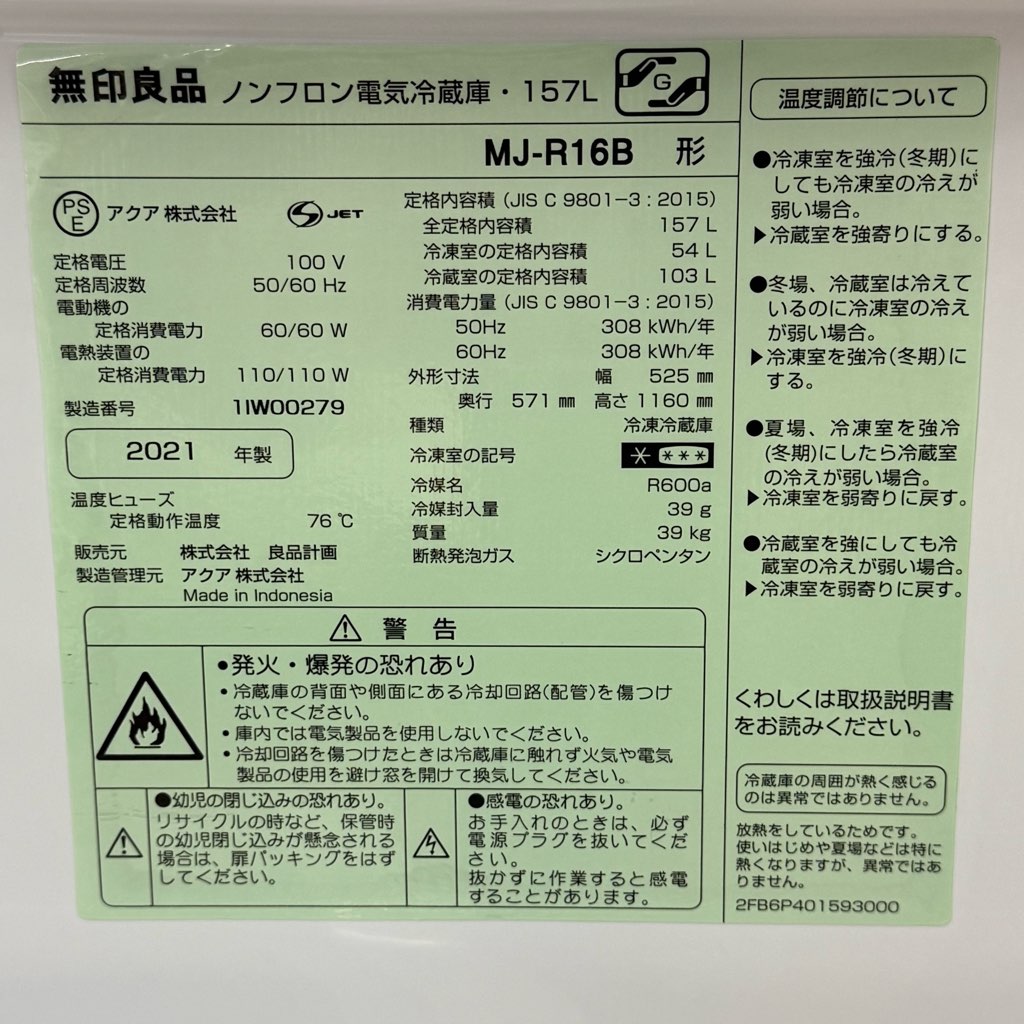 無印良品 ノンフロン電気冷蔵庫・157L G
MJ-R16B 形
PSE アクア 株式会社 S JET
定格電圧 100 V
定格周波数 50/60 Hz
電動機の
定格消費電力 60/60 W
電熱装置の
定格消費電力 110/110 W
製造番号 1IW00279
2021 年製
温度ヒューズ
定格動作温度 76 ℃
販売元 株式会社 良品計画
製造管理元 アクア 株式会社
Made in Indonesia
定格内容積 (JIS C 9801-3 : 2015)
全定格内容積 157 L
冷凍室の定格内容積 54 L
冷蔵室の定格内容積 103 L
消費電力量 (JIS C 9801-3 : 2015)
50Hz 308 kWh/年
60Hz 308 kWh/年
外形寸法 幅 525 ㎜
奥行 571 ㎜ 高さ 1160 ㎜
種類 冷凍冷蔵庫
冷凍室の記号 * ***
冷媒名 R600a
冷媒封入量 39 g
質量 39 kg
断熱発泡ガス シクロペンタン
⚠ 警 告
•発火・爆発の恐れあり
•冷蔵庫の背面や側面にある冷却回路(配管)を傷つけ
ないでください。
•庫内では電気製品を使用しないでください。
•冷却回路を傷つけたときは冷蔵庫に触れず火気や電気
製品の使用を避け窓を開けて換気してください。
●幼児の閉じ込みの恐れあり。
リサイクルの時など、保管時
の幼児閉じ込みが懸念される
場合は、扉パッキングをはず
してください。
●感電の恐れあり。
お手入れのときは、必ず
電源プラグを抜いてくだ
さい。
抜かずに作業すると感電
することがあります。
温度調節について
●冷凍室を強冷(冬期)に
しても冷凍室の冷えが
弱い場合。
▶冷蔵室を強寄りにする。
●冬場、冷蔵室は冷えて
いるのに冷凍室の冷え
が弱い場合。
▶冷凍室を強冷(冬期)に
する。
●夏場、冷凍室を強冷
(冬期)にしたら冷蔵室
の冷えが弱い場合。
▶冷凍室を弱寄りに戻す。
●冷蔵室を強にしても冷
蔵室の冷えが弱い場合。
▶冷凍室を弱寄りに戻す。
くわしくは取扱説明書
をお読みください。
冷蔵庫の周囲が熱く感じる
のは異常ではありません。
放熱をしているためです。
使いはじめや夏場などは特に
熱くなりますが、異常ではあ
りません。
2FB6P401593000